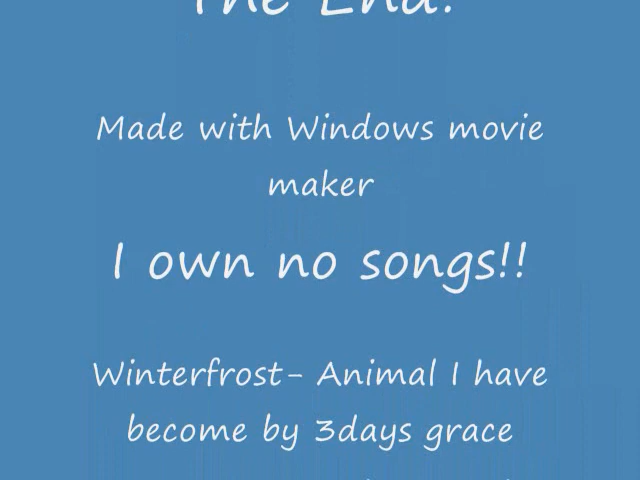 The End!
Made with Windows movie
maker
I own no songs!!
Winterfrost- Animal I have
become by 3days grace